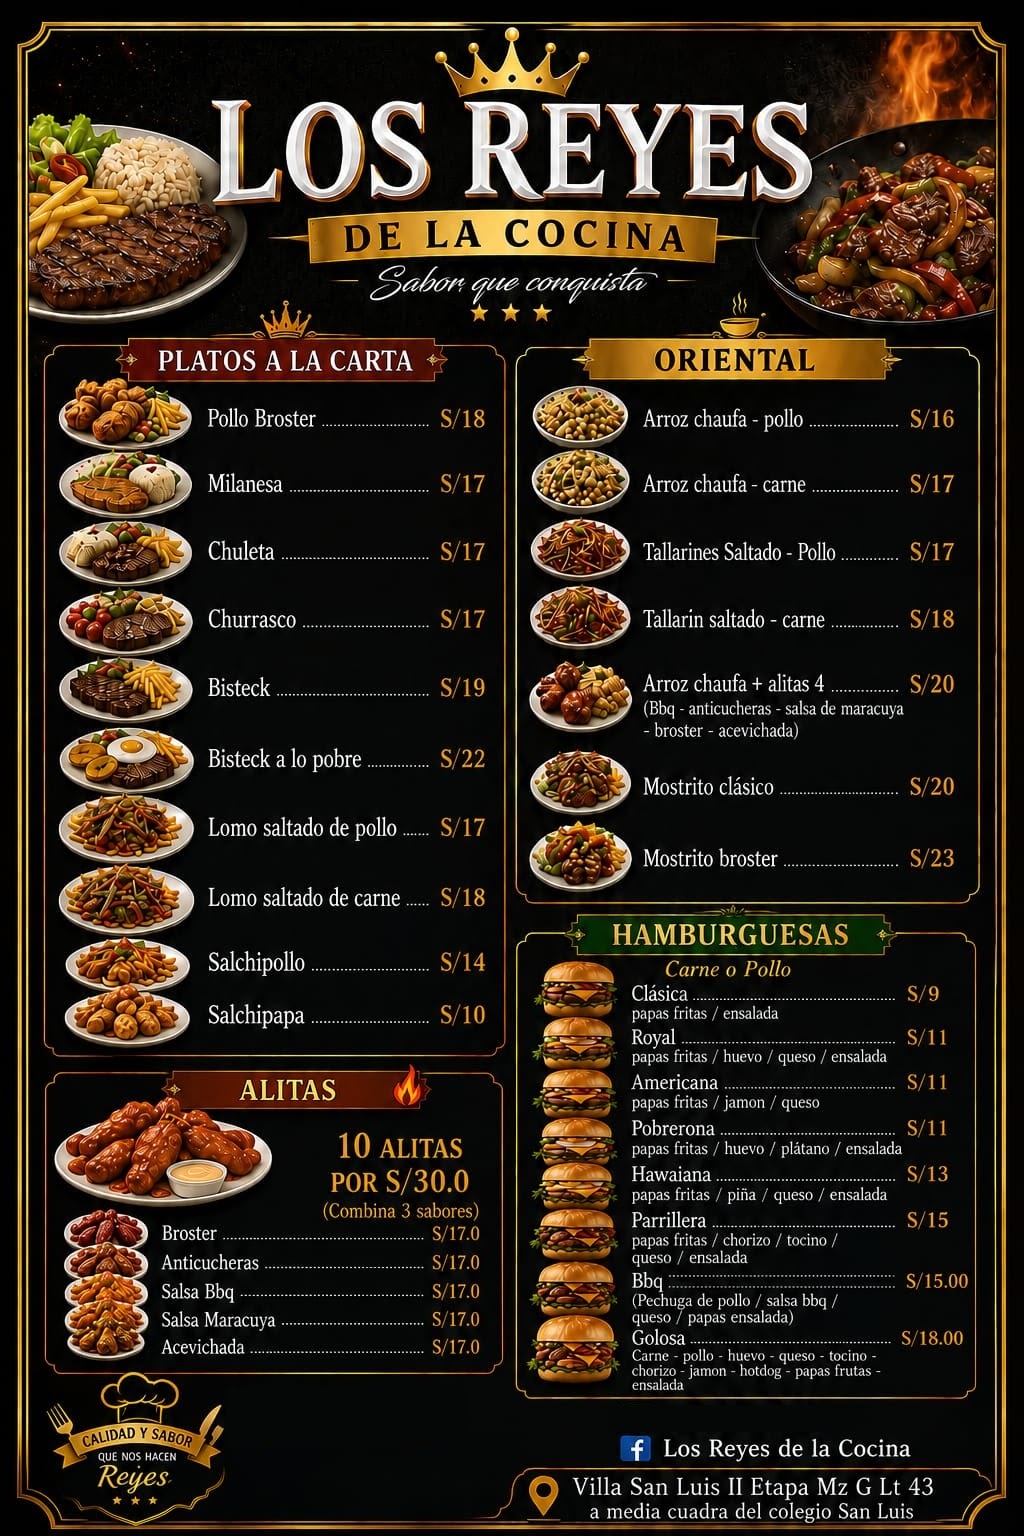 LOS REYES
DE LA COCINA
Sabor que conquista
PLATOS A LA CARTA
Pollo Broster S/18
Milanesa S/17
Chuleta S/17
Churrasco S/17
Bisteck S/19
Bisteck a lo pobre S/22
Lomo saltado de pollo S/17
Lomo saltado de carne S/18
Salchipollo S/14
Salchipapa S/10
ALITAS
10 ALITAS
POR S/30.0
(Combina 3 sabores)
Broster S/17.0
Anticucheras S/17.0
Salsa Bbq S/17.0
Salsa Maracuya S/17.0
Acevichada S/17.0
ORIENTAL
Arroz chaufa - pollo S/16
Arroz chaufa - carne S/17
Tallarines Saltado - Pollo S/17
Tallarin saltado - carne S/18
Arroz chaufa + alitas 4 S/20
(Bbq - anticucheras - salsa de maracuya
- broster - acevichada)
Mostrito clásico S/20
Mostrito broster S/23
HAMBURGUESAS
Carne o Pollo
Clásica S/9
papas fritas / ensalada
Royal S/11
papas fritas / huevo / queso / ensalada
Americana S/11
papas fritas / jamon / queso
Pobrerona S/11
papas fritas / huevo / plátano / ensalada
Hawaiana S/13
papas fritas / piña / queso / ensalada
Parrillera S/15
papas fritas / chorizo / tocino /
queso / ensalada
Bbq S/15.00
(Pechuga de pollo / salsa bbq /
queso / papas ensalada)
Golosa S/18.00
Carne - pollo - huevo - queso - tocino -
chorizo - jamon - hotdog - papas frutas -
ensalada
CALIDAD Y SABOR
QUE NOS HACEN
Reyes
Los Reyes de la Cocina
Villa San Luis II Etapa Mz G Lt 43
a media cuadra del colegio San Luis